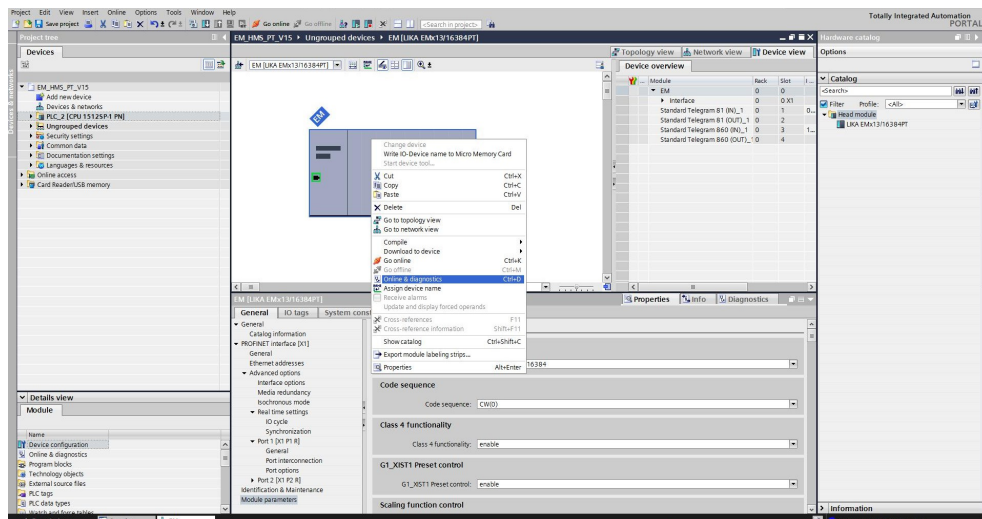 Project Edit View Insert Online Options Tools Window Help
Totally Integrated Automation
PORTAL
Save project
Go online
Go offline
<Search in project>
Project tree
Devices
EM_HMS_PT_V15
Add new device
Devices & networks
PLC_2 [CPU 1512SP-1 PN]
Ungrouped devices
Security settings
Common data
Documentation settings
Languages & resources
Online access
Card Reader/USB memory
Details view
Module
Name
Device configuration
Online & diagnostics
Program blocks
Technology objects
External source files
PLC tags
PLC data types
Watch and force tables
Devices & networks
EM_HMS_PT_V15 ▸ Ungrouped devices ▸ EM [LIKA EMx13/16384PT]
Topology view
Network view
Device view
EM [LIKA EMx13/16384PT]
EM
Change device
Write IO-Device name to Micro Memory Card
Start device tool...
Cut Ctrl+X
Copy Ctrl+C
Paste Ctrl+V
Delete Del
Go to topology view
Go to network view
Compile
Download to device
Go online Ctrl+K
Go offline Ctrl+M
Online & diagnostics Ctrl+D
Assign device name
Receive alarms
Update and display forced operands
Cross-references F11
Cross-reference information Shift+F11
Show catalog Ctrl+Shift+C
Export module labeling strips...
Properties Alt+Enter
Device overview
... Module Rack Slot I...
EM 0 0
Interface 0 0 X1
Standard Telegram 81 (IN)_1 0 1 0...
Standard Telegram 81 (OUT)_1 0 2
Standard Telegram 860 (IN)_1 0 3 1...
Standard Telegram 860 (OUT)_1 0 4
EM [LIKA EMx13/16384PT]
Properties
Info
Diagnostics
General
IO tags
System cons
General
Catalog information
PROFINET interface [X1]
General
Ethernet addresses
Advanced options
Interface options
Media redundancy
Isochronous mode
Real time settings
IO cycle
Synchronization
Port 1 [X1 P1 R]
General
Port interconnection
Port options
Port 2 [X1 P2 R]
Identification & Maintenance
Module parameters
/16384
Code sequence
Code sequence: CW(0)
Class 4 functionality
Class 4 functionality: enable
G1_XIST1 Preset control
G1_XIST1 Preset control: enable
Scaling function control
Hardware catalog
Options
Catalog
<Search>
Filter Profile: <All>
Head module
LIKA EMx13/16384PT
Information